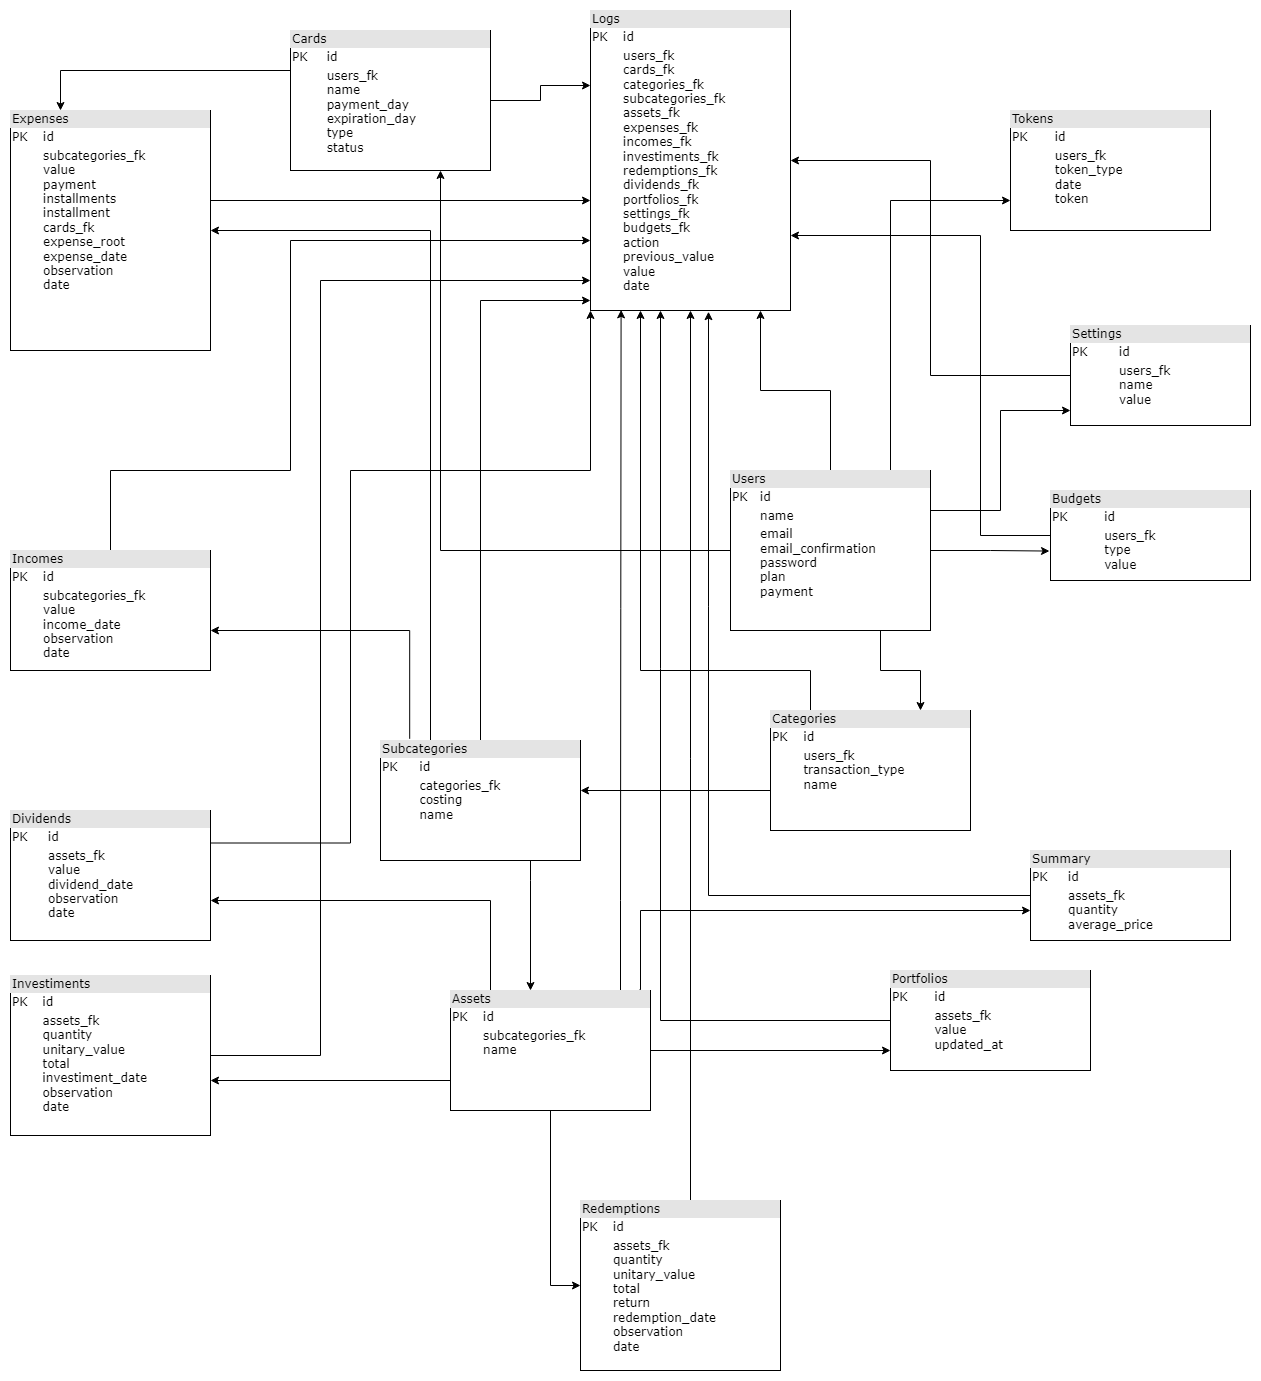 Logs
PK id
users_fk
cards_fk
categories_fk
subcategories_fk
assets_fk
expenses_fk
incomes_fk
investiments_fk
redemptions_fk
dividends_fk
portfolios_fk
settings_fk
budgets_fk
action
previous_value
value
date
Cards
PK id
users_fk
name
payment_day
expiration_day
type
status
Expenses
PK id
subcategories_fk
value
payment
installments
installment
cards_fk
expense_root
expense_date
observation
date
Tokens
PK id
users_fk
token_type
date
token
Settings
PK id
users_fk
name
value
Users
PK id
name
email
email_confirmation
password
plan
payment
Budgets
PK id
users_fk
type
value
Incomes
PK id
subcategories_fk
value
income_date
observation
date
Categories
PK id
users_fk
transaction_type
name
Subcategories
PK id
categories_fk
costing
name
Dividends
PK id
assets_fk
value
dividend_date
observation
date
Summary
PK id
assets_fk
quantity
average_price
Investiments
PK id
assets_fk
quantity
unitary_value
total
investiment_date
observation
date
Assets
PK id
subcategories_fk
name
Portfolios
PK id
assets_fk
value
updated_at
Redemptions
PK id
assets_fk
quantity
unitary_value
total
return
redemption_date
observation
date